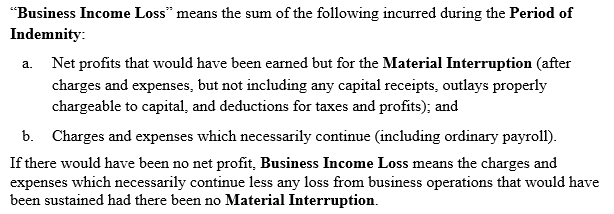 “Business Income Loss” means the sum of the following incurred during the Period of
Indemnity:
a. Net profits that would have been earned but for the Material Interruption (after
charges and expenses, but not including any capital receipts, outlays properly
chargeable to capital, and deductions for taxes and profits); and
b. Charges and expenses which necessarily continue (including ordinary payroll).
If there would have been no net profit, Business Income Loss means the charges and
expenses which necessarily continue less any loss from business operations that would have
been sustained had there been no Material Interruption.